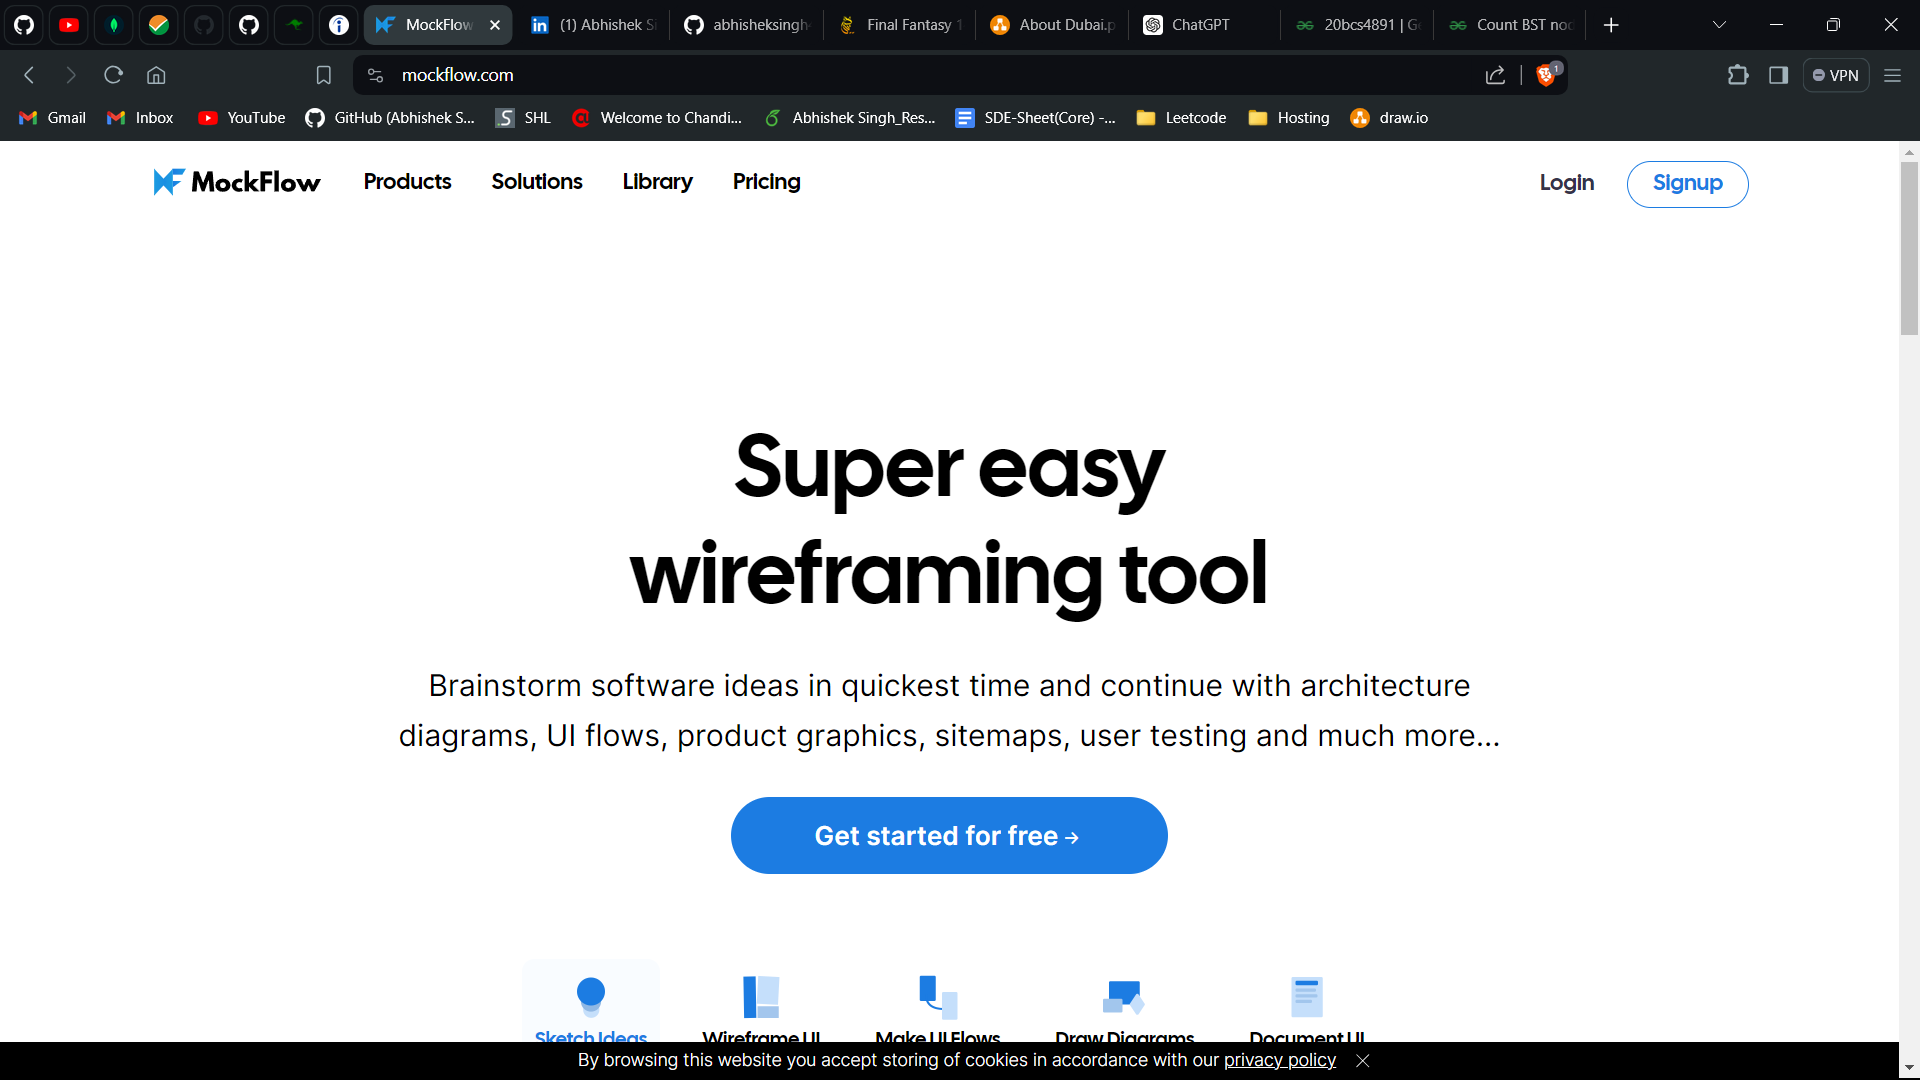 MockFlow
(1) Abhishek Si
abhisheksingh
Final Fantasy 1
About Dubai.p
ChatGPT
20bcs4891 | Ge
Count BST nod
mockflow.com
1
VPN
Gmail
Inbox
YouTube
GitHub (Abhishek S...
SHL
Welcome to Chandi...
Abhishek Singh_Res...
SDE-Sheet(Core) -...
Leetcode
Hosting
draw.io
MockFlow
Products
Solutions
Library
Pricing
Login
Signup
Super easy
wireframing tool
Brainstorm software ideas in quickest time and continue with architecture
diagrams, UI flows, product graphics, sitemaps, user testing and much more...
Get started for free →
Sketch Ideas
Wireframe UI
Make UI Flows
Draw Diagrams
Document UI
By browsing this website you accept storing of cookies in accordance with our privacy policy